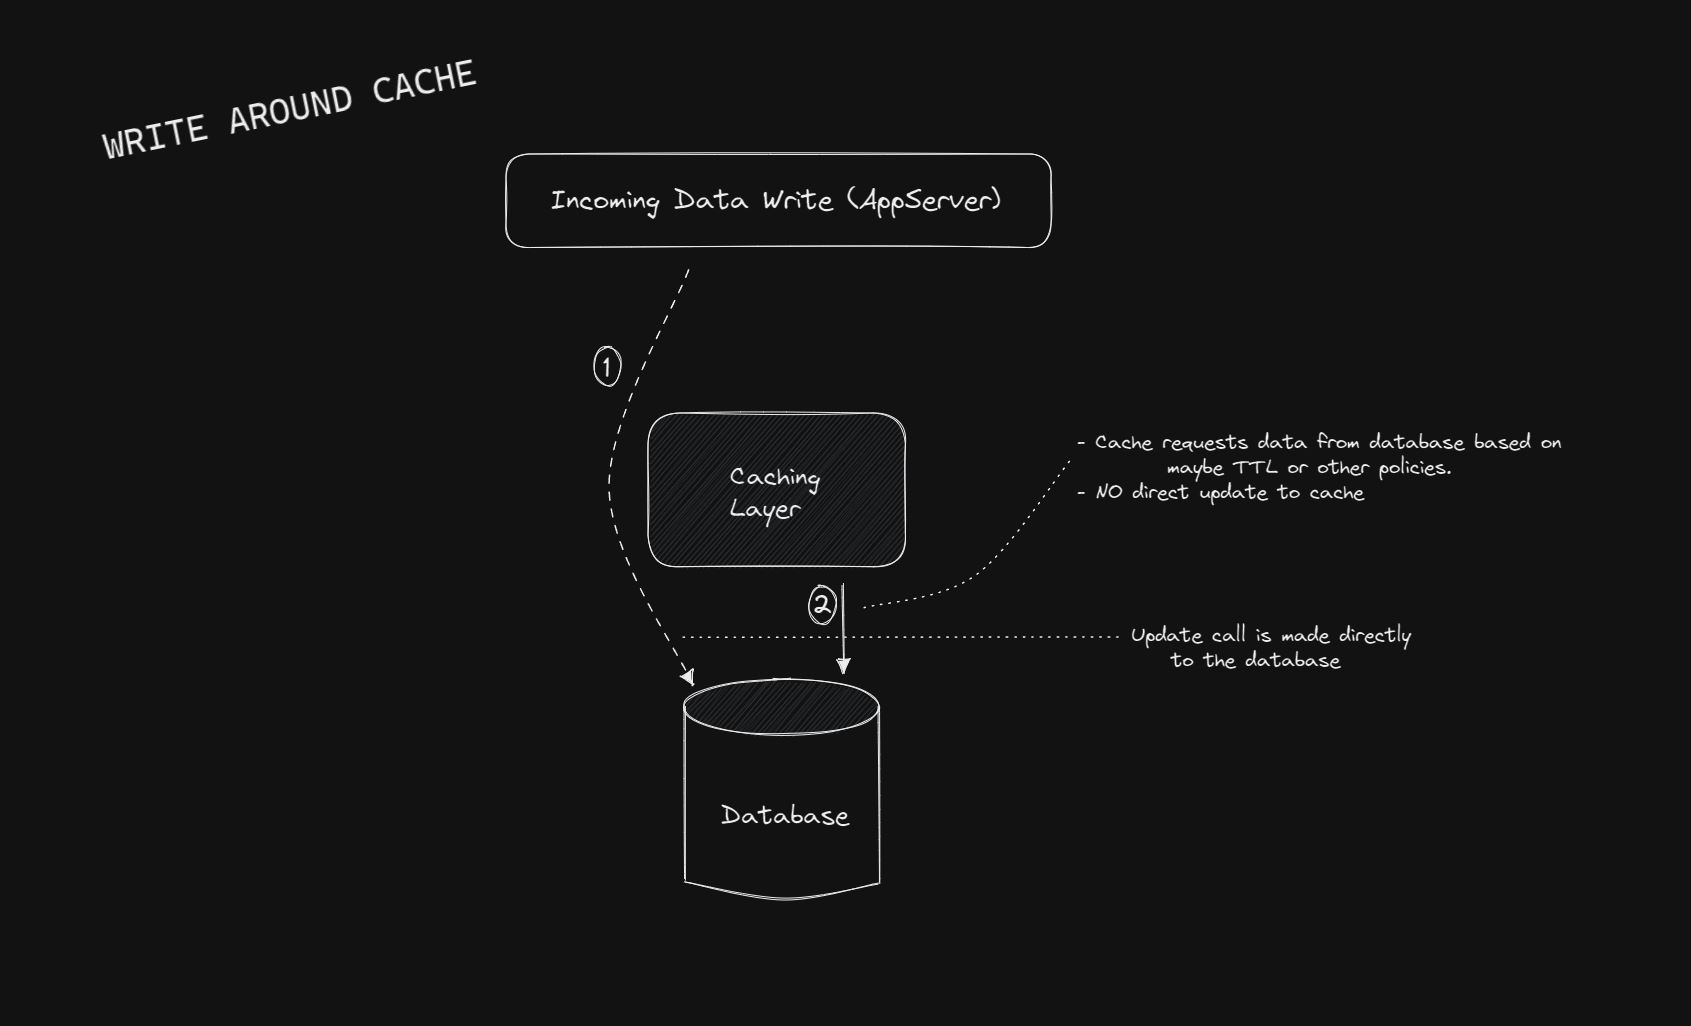 WRITE AROUND CACHE
Incoming Data Write (AppServer)
1
Caching
Layer
- Cache requests data from database based on
maybe TTL or other policies.
- NO direct update to cache
2
Update call is made directly
to the database
Database